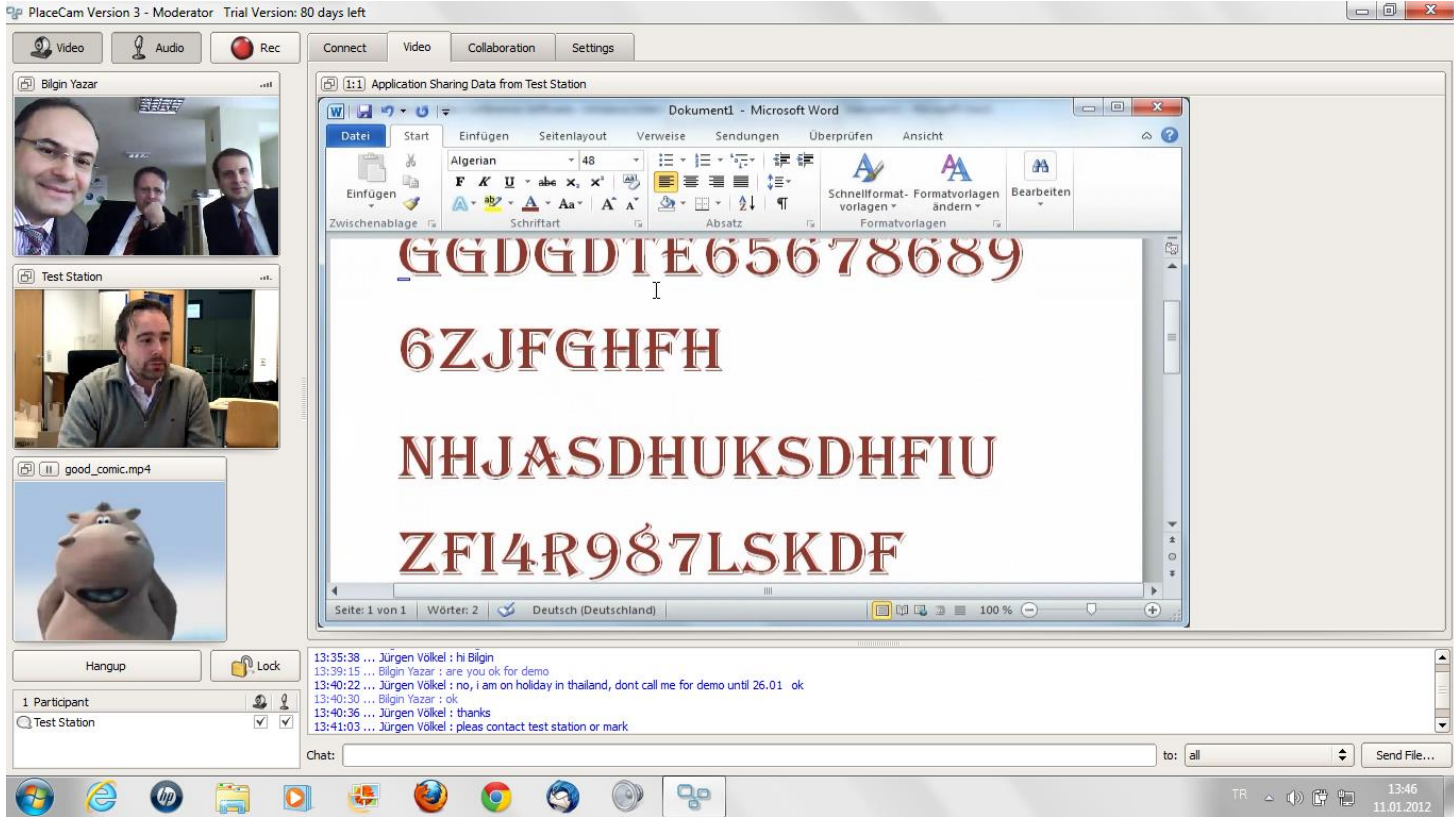 PlaceCam Version 3 - Moderator Trial Version: 80 days left
Video Audio Rec
Connect Video Collaboration Settings
Bilgin Yazar
1:1 Application Sharing Data from Test Station
Dokument1 - Microsoft Word
Datei Start Einfügen Seitenlayout Verweise Sendungen Überprüfen Ansicht
Algerian 48
Einfügen
F K U abc x₂ x²
Aa A A
Schnellformat-vorlagen
Formatvorlagen ändern
Bearbeiten
Zwischenablage Schriftart Absatz Formatvorlagen
GGDGDTE65678689
6ZJFGHFH
NHJASDHUKSDHFIU
ZFI4R987LSKDF
Seite: 1 von 1 Wörter: 2 Deutsch (Deutschland) 100 %
Test Station
good_comic.mp4
Hangup Lock
1 Participant
Test Station
13:35:38 ... Jürgen Völkel : hi Bilgin
13:39:15 ... Bilgin Yazar : are you ok for demo
13:40:22 ... Jürgen Völkel : no, i am on holiday in thailand, dont call me for demo until 26.01 ok
13:40:30 ... Bilgin Yazar : ok
13:40:36 ... Jürgen Völkel : thanks
13:41:03 ... Jürgen Völkel : pleas contact test station or mark
Chat: to: all Send File...
TR 13:46
11.01.2012